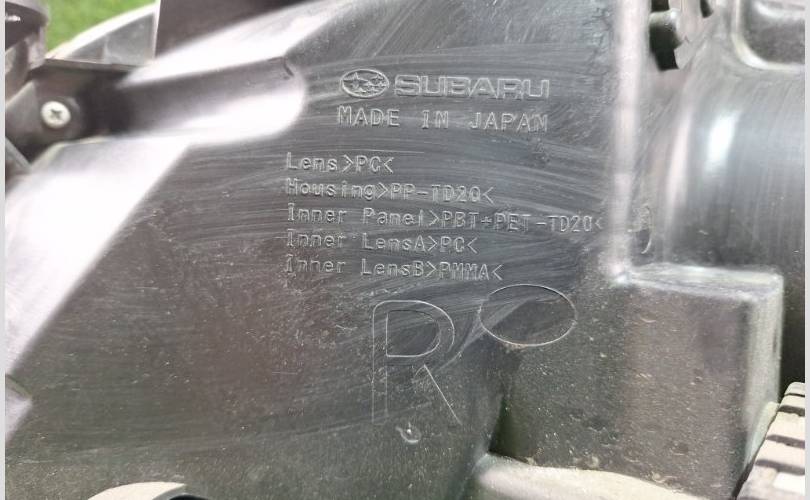 SUBARU
MADE IN JAPAN
Lens>PC<
Housing>PP-TD20<
Inner Panel>PBT+PET-TD20<
Inner LensA>PC<
Inner LensB>PMMA<
R